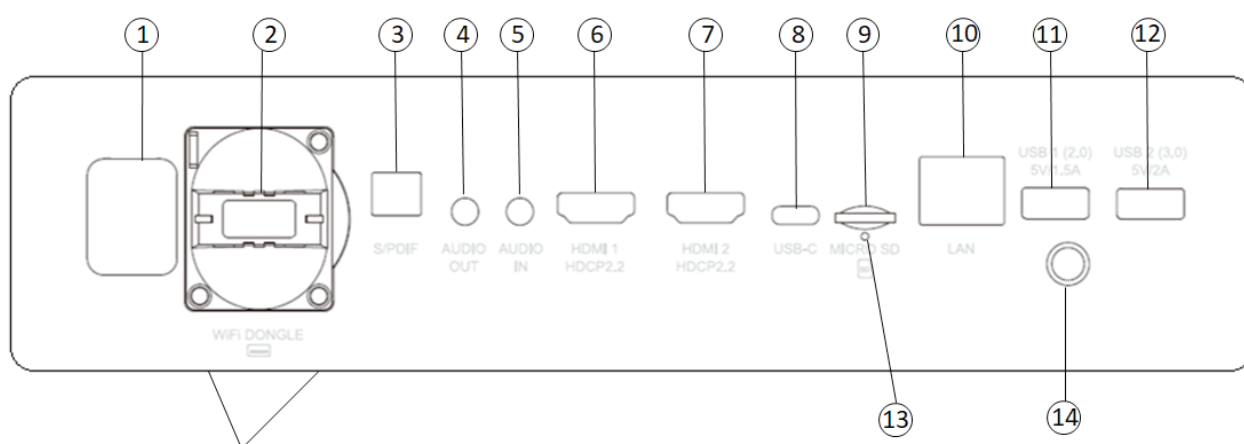 1 2 3 4 5 6 7 8 9 10 11 12
USB 1 (2.0) USB 2 (3.0)
5V/1.5A 5V/2A
S/PDIF AUDIO AUDIO HDMI 1 HDMI 2 USB-C MICRO SD LAN
OUT IN HDCP2.2 HDCP2.2
WiFi DONGLE
13 14